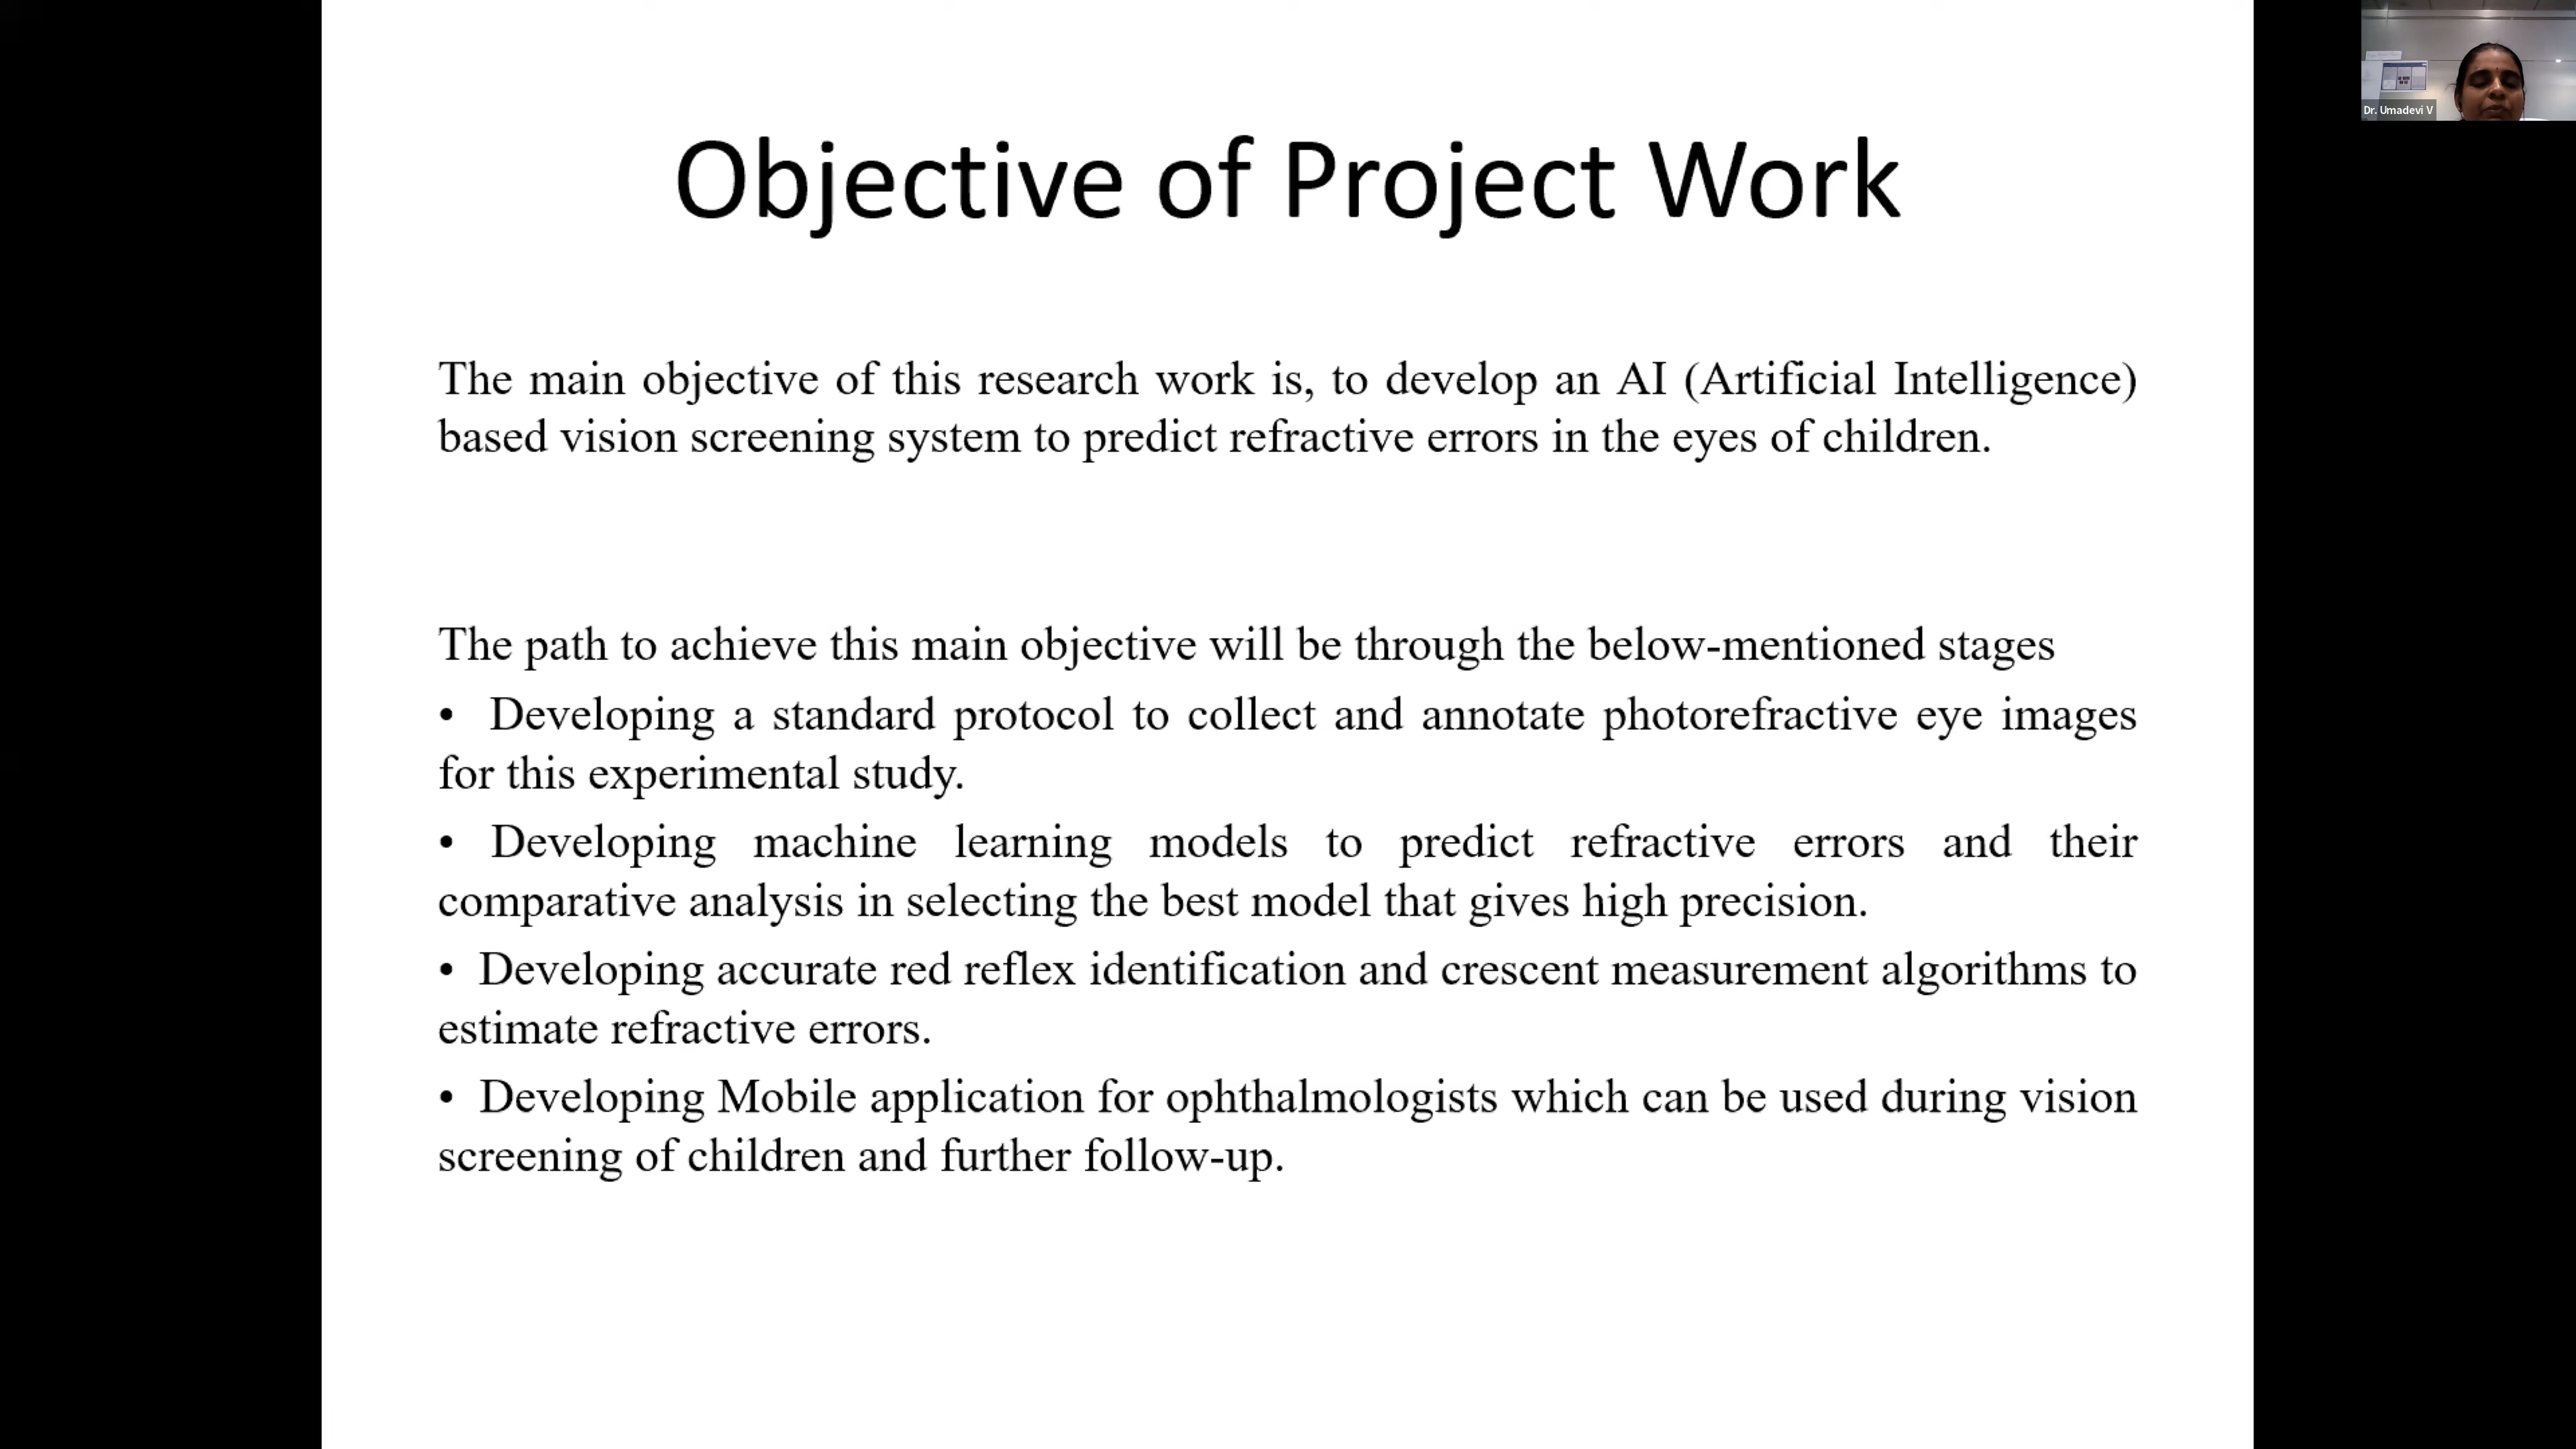 Dr. Umadevi V
Objective of Project Work
The main objective of this research work is, to develop an AI (Artificial Intelligence)
based vision screening system to predict refractive errors in the eyes of children.
The path to achieve this main objective will be through the below-mentioned stages
• Developing a standard protocol to collect and annotate photorefractive eye images
for this experimental study.
• Developing machine learning models to predict refractive errors and their
comparative analysis in selecting the best model that gives high precision.
• Developing accurate red reflex identification and crescent measurement algorithms to
estimate refractive errors.
• Developing Mobile application for ophthalmologists which can be used during vision
screening of children and further follow-up.